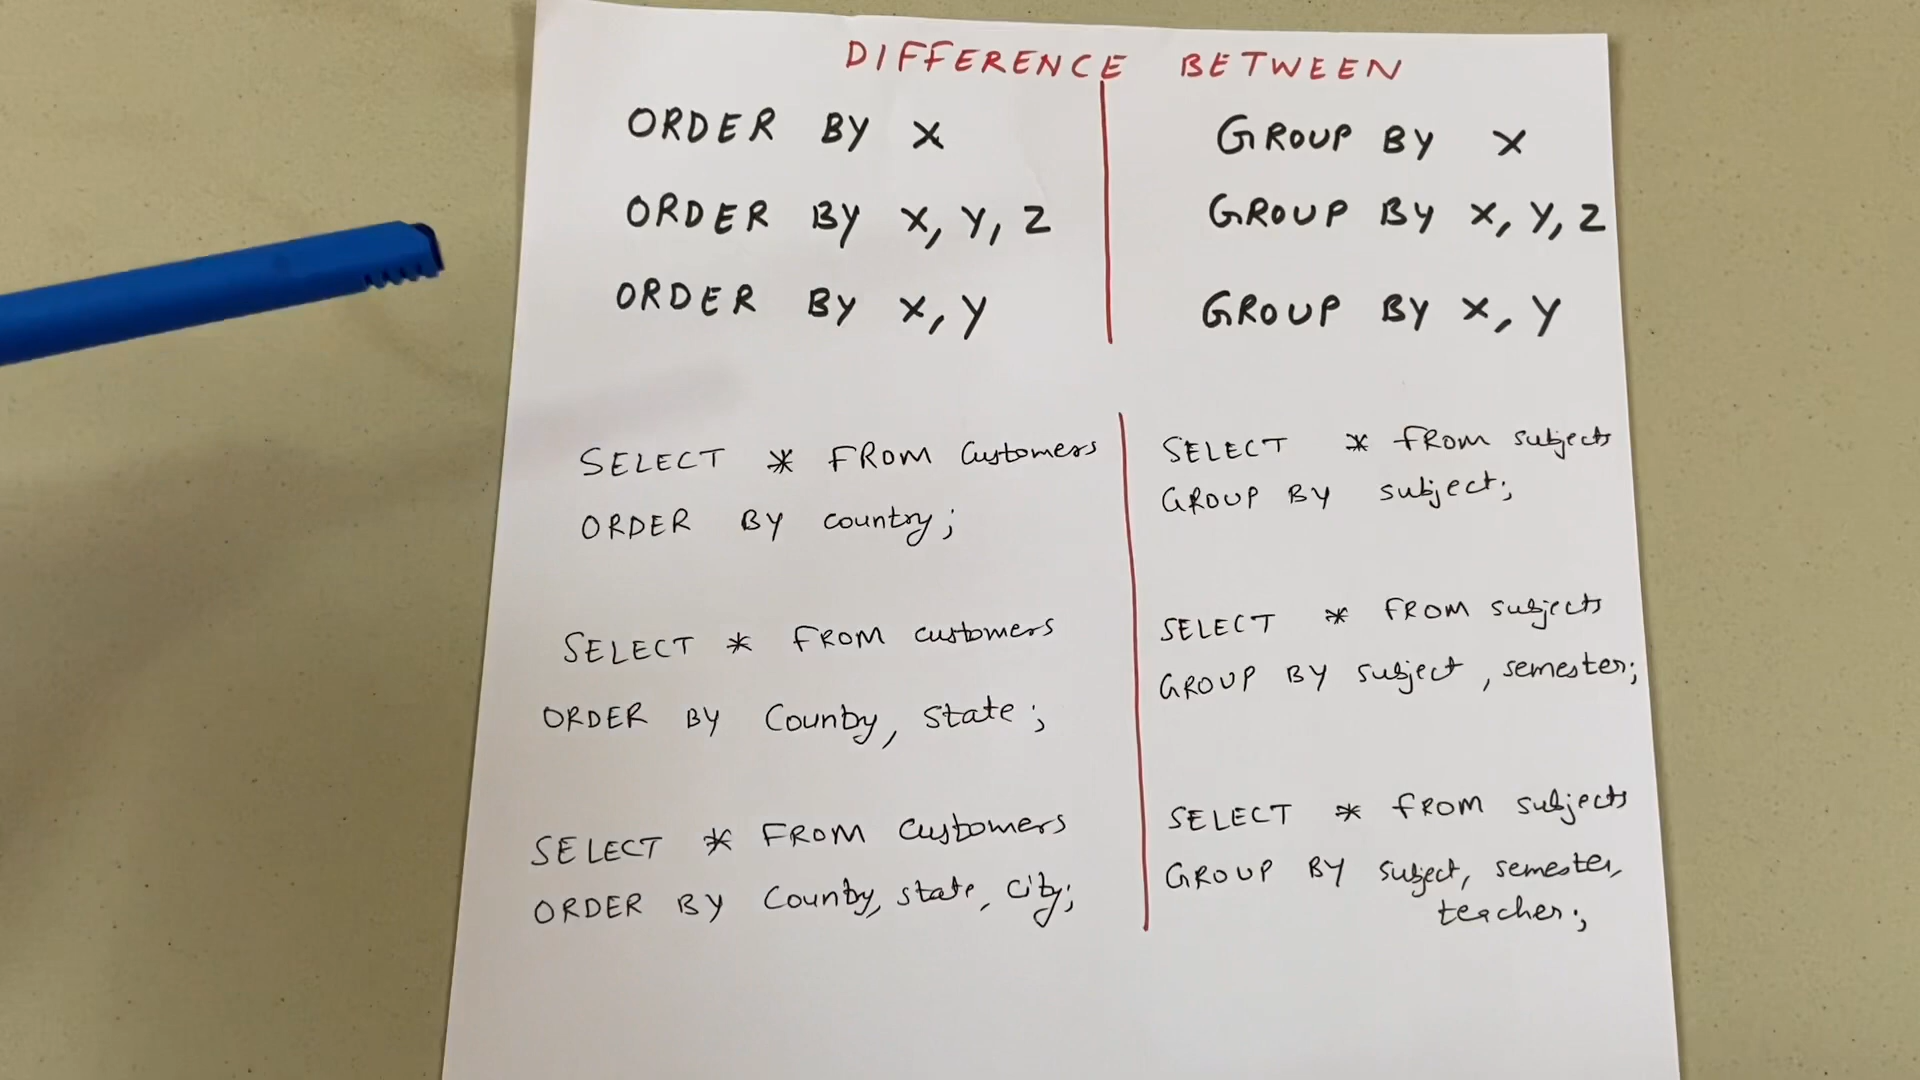 DIFFERENCE BETWEEN
ORDER BY X
ORDER BY X, Y, Z
ORDER BY X, Y
GROUP BY X
GROUP BY X, Y, Z
GROUP BY X, Y
SELECT * FROM Customers
ORDER BY country;
SELECT * FROM customers
ORDER BY Country, state;
SELECT * FROM Customers
ORDER BY Country, state, city;
SELECT * FROM subjects
GROUP BY subject;
SELECT * FROM subjects
GROUP BY subject, semester;
SELECT * FROM subjects
GROUP BY subject, semester,
teacher;